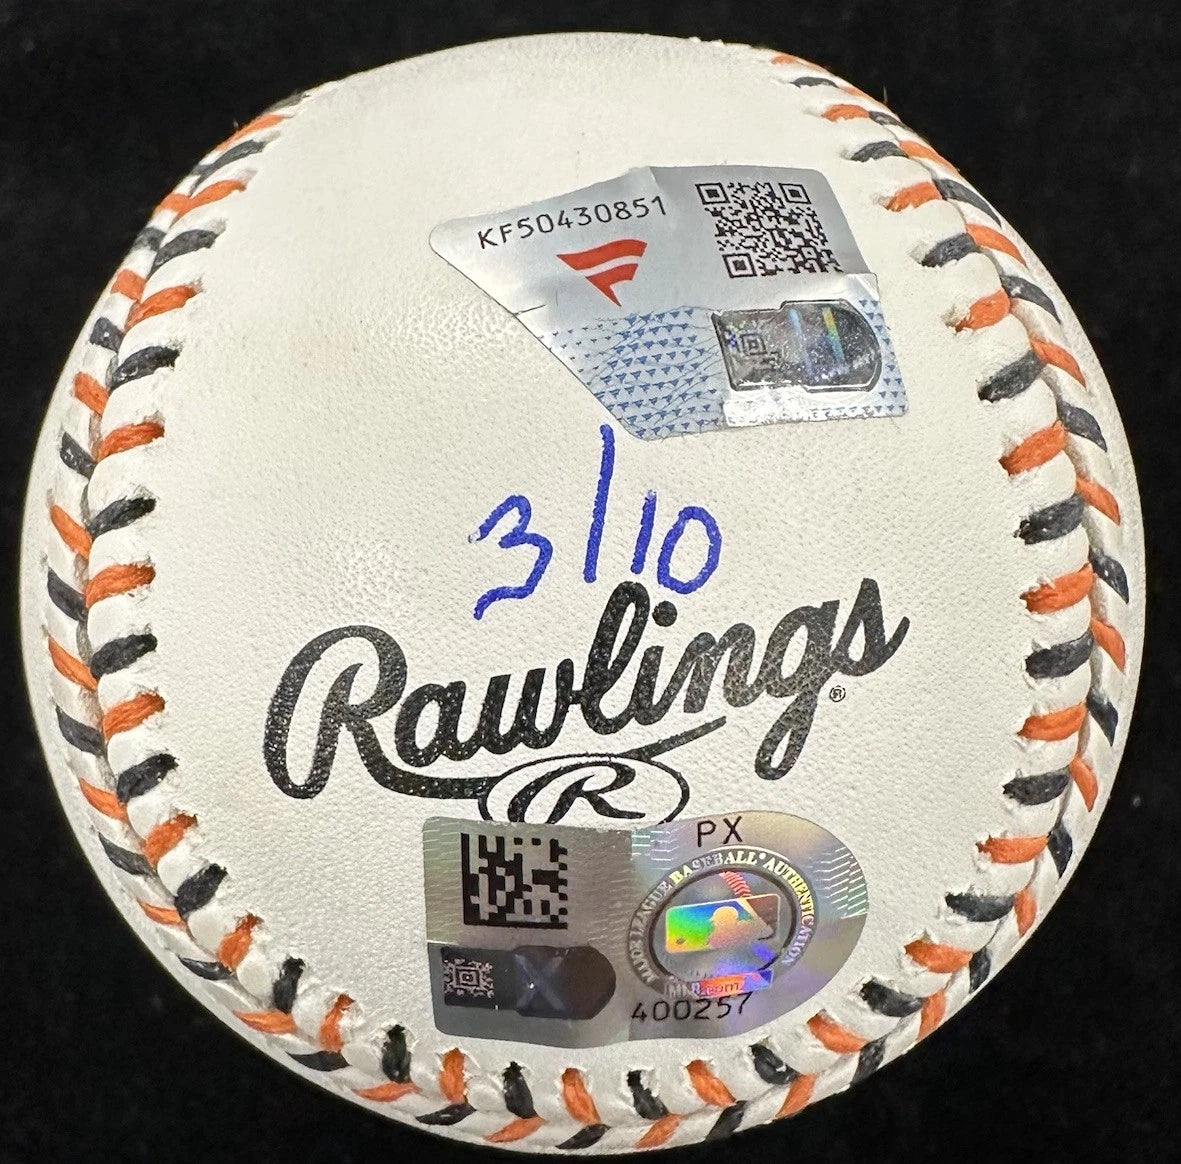 KF50430851
3/10
Rawlings®
R
PX
MAJOR LEAGUE BASEBALL® AUTHENTICATION
400257